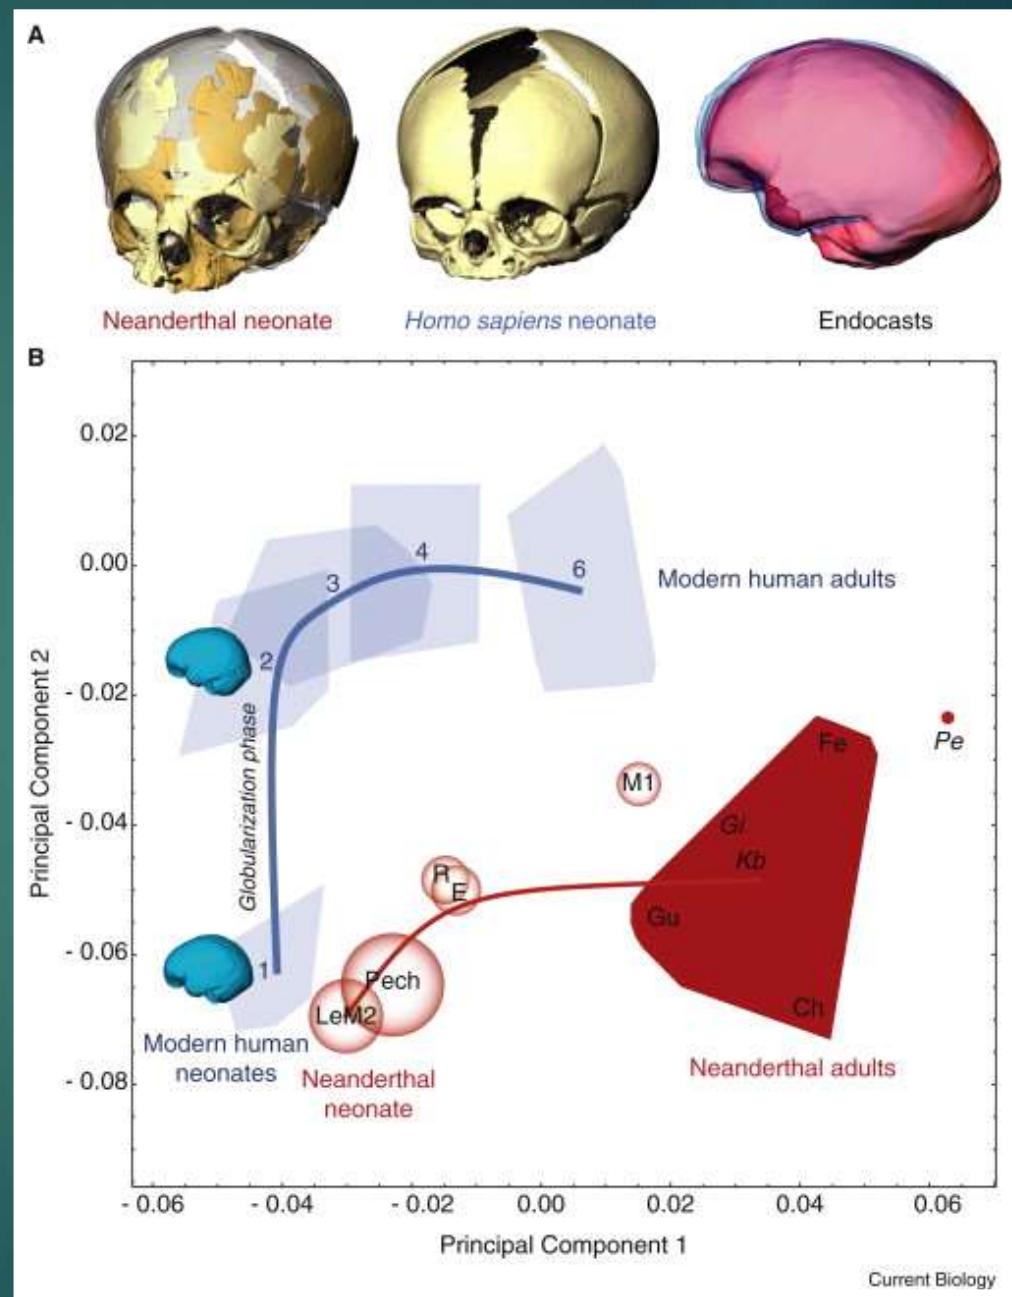 A
Neanderthal neonate
Homo sapiens neonate
Endocasts
B
0.02
0.00
- 0.02
- 0.04
- 0.06
- 0.08
Principal Component 2
1
2
3
4
6
Globularization phase
Modern human adults
Modern human
neonates
Neanderthal
neonate
Neanderthal adults
LeM2
Pech
R
E
M1
Fe
Gi
Kb
Gu
Ch
Pe
- 0.06
- 0.04
- 0.02
0.00
0.02
0.04
0.06
Principal Component 1
Current Biology